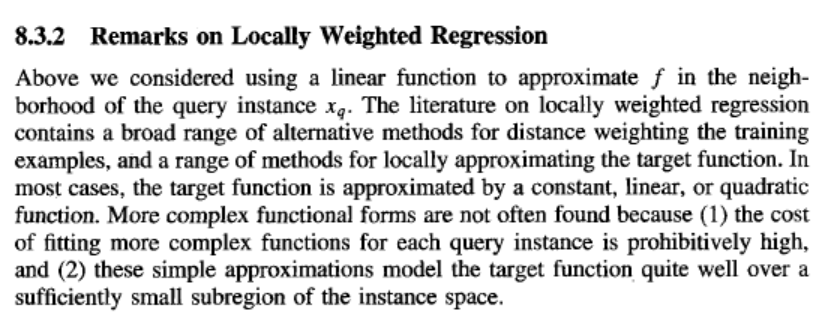 8.3.2 Remarks on Locally Weighted Regression
Above we considered using a linear function to approximate f in the neigh-
borhood of the query instance xq. The literature on locally weighted regression
contains a broad range of alternative methods for distance weighting the training
examples, and a range of methods for locally approximating the target function. In
most cases, the target function is approximated by a constant, linear, or quadratic
function. More complex functional forms are not often found because (1) the cost
of fitting more complex functions for each query instance is prohibitively high,
and (2) these simple approximations model the target function quite well over a
sufficiently small subregion of the instance space.